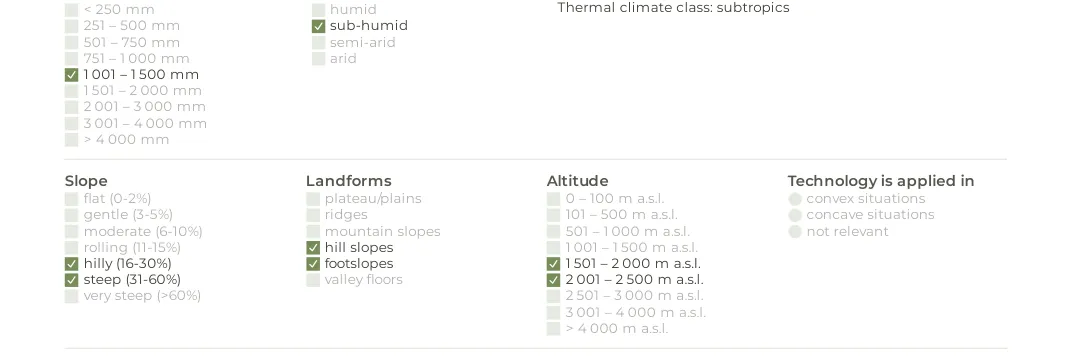 < 250 mm
251 – 500 mm
501 – 750 mm
751 – 1 000 mm
1 001 – 1 500 mm
1 501 – 2 000 mm
2 001 – 3 000 mm
3 001 – 4 000 mm
> 4 000 mm
humid
sub-humid
semi-arid
arid
Thermal climate class: subtropics
Slope
flat (0-2%)
gentle (3-5%)
moderate (6-10%)
rolling (11-15%)
hilly (16-30%)
steep (31-60%)
very steep (>60%)
Landforms
plateau/plains
ridges
mountain slopes
hill slopes
footslopes
valley floors
Altitude
0 – 100 m a.s.l.
101 – 500 m a.s.l.
501 – 1 000 m a.s.l.
1 001 – 1 500 m a.s.l.
1 501 – 2 000 m a.s.l.
2 001 – 2 500 m a.s.l.
2 501 – 3 000 m a.s.l.
3 001 – 4 000 m a.s.l.
> 4 000 m a.s.l.
Technology is applied in
convex situations
concave situations
not relevant